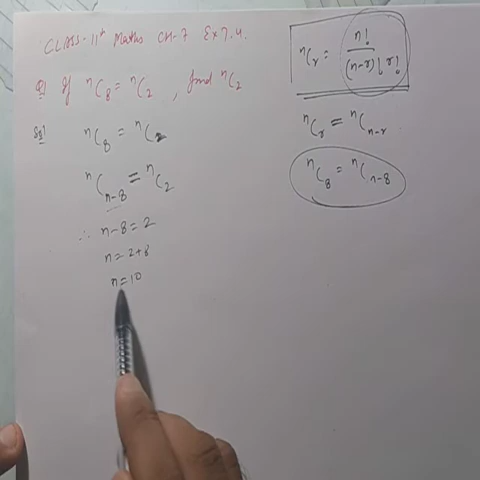 CLASS-11th Maths CH-7 Ex 7.4.
Q1 If ⁿC₈ = ⁿC₂ , find ⁿC₂
Sol ⁿC₈ = ⁿC₂
ⁿCₙ₋₈ = ⁿC₂
∴ n-8 = 2
n = 2+8
n = 10
ⁿCᵣ = n! / (n-r)! r!
ⁿCᵣ = ⁿCₙ₋ᵣ
ⁿC₈ = ⁿCₙ₋₈